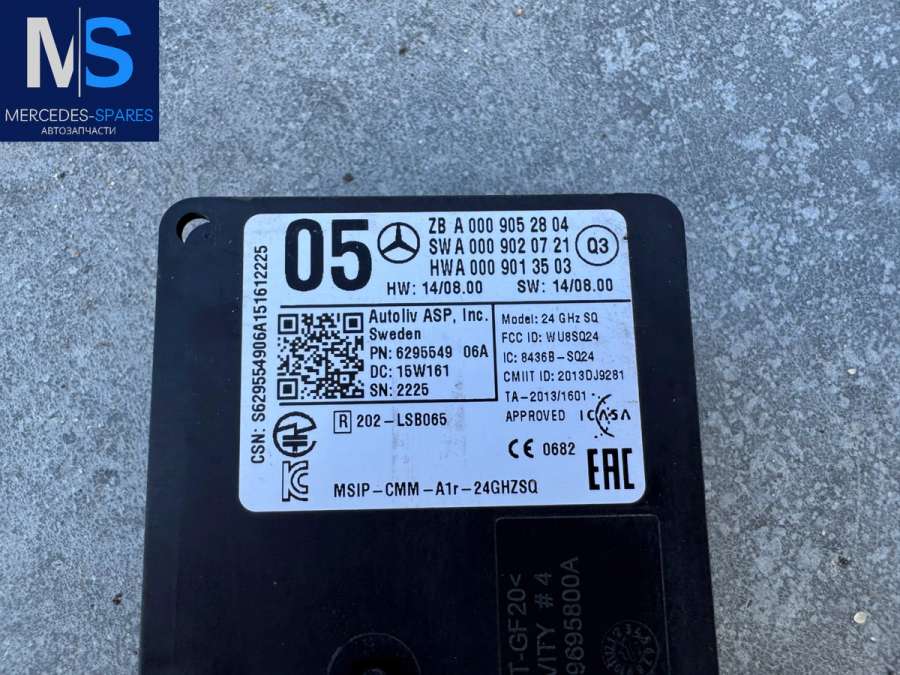 MS
MERCEDES-SPARES
АВТОЗАПЧАСТИ
05
ZB A 000 905 28 04
SW A 000 902 07 21
HW A 000 901 35 03
Q3
HW: 14/08.00 SW: 14/08.00
CSN: S629554906A151612225
Autoliv ASP, Inc.
Sweden
PN: 6295549 06A
DC: 15W161
SN: 2225
Model: 24 GHz SQ
FCC ID: WU8SQ24
IC: 8436B-SQ24
CMIIT ID: 2013DJ9281
TA-2013/1601
APPROVED ICASA
R 202-LSB065
CE 0682
EAC
KC
MSIP-CMM-A1r-24GHZSQ
T-GF20<
VITY # 4
9695800A